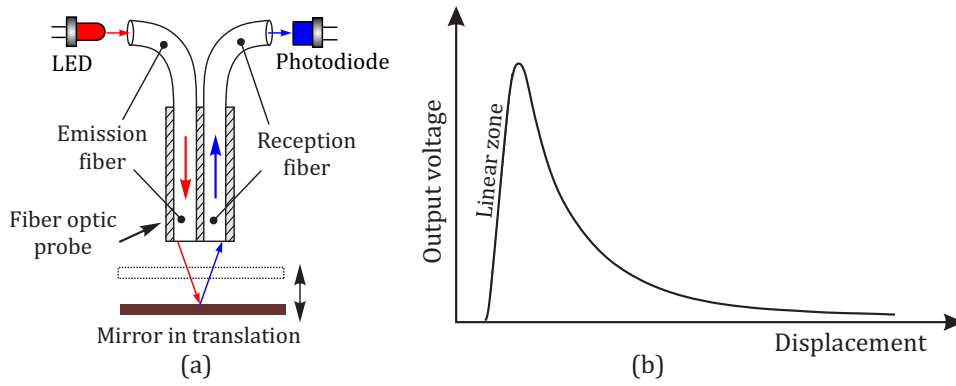 LED
Photodiode
Emission
fiber
Reception
fiber
Fiber optic
probe
Mirror in translation
(a)
Output voltage
Linear zone
Displacement
(b)